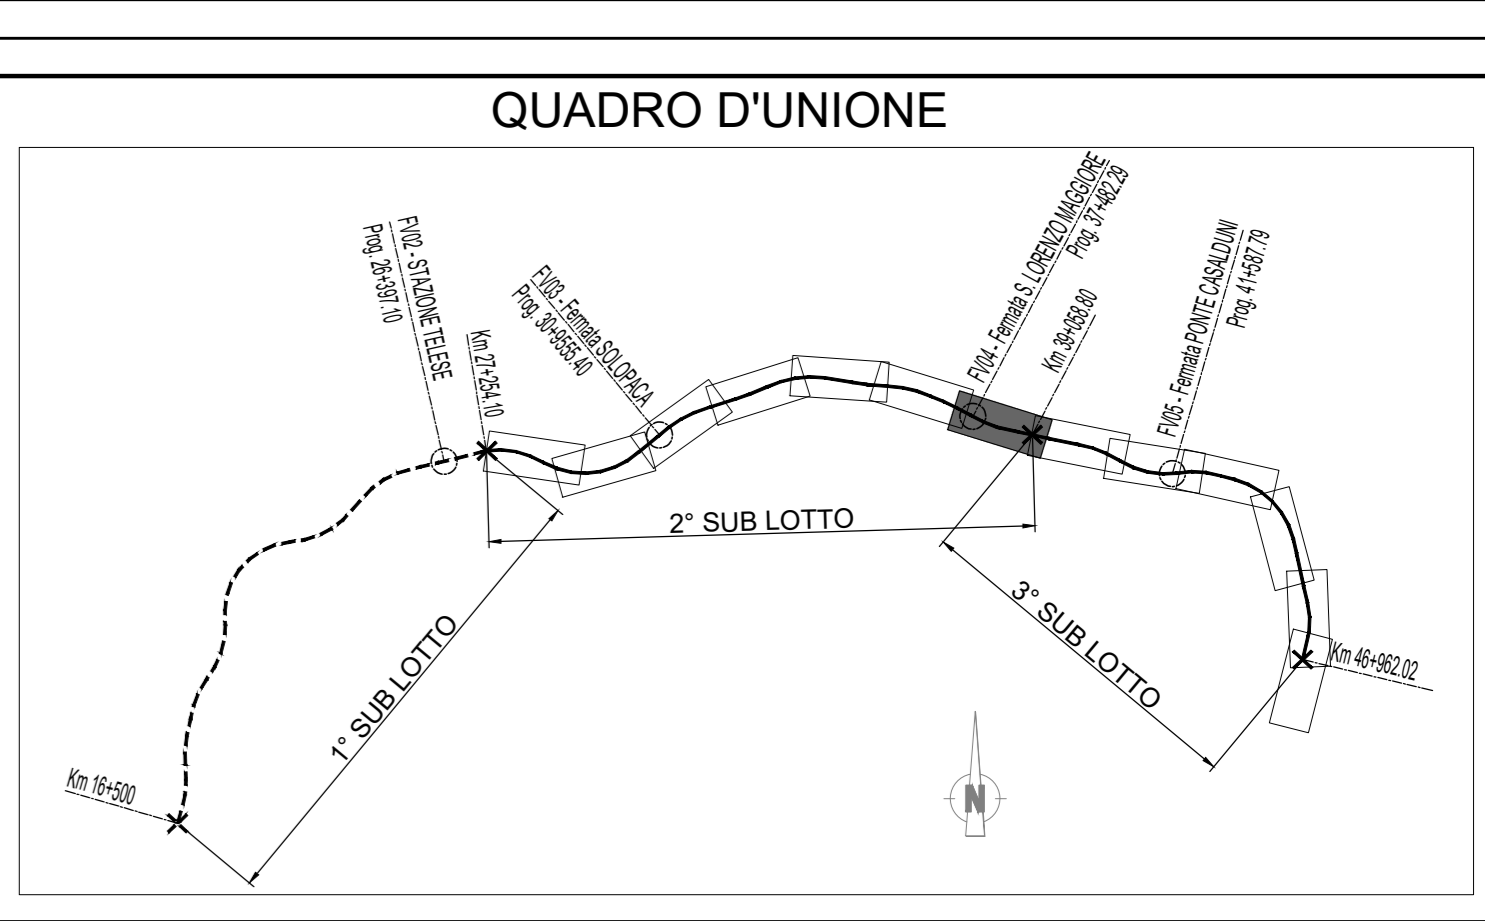 QUADRO D'UNIONE
FV02 - STAZIONE TELESE
Prog. 26+397.10
Km 27+254.10
FV03 - Fermata SOLOPACA
Prog. 30+9555.40
FV04 - Fermata S. LORENZO MAGGIORE
Prog. 37+482.29
Km 39+058.80
FV05 - Fermata PONTE CASALDUNI
Prog. 41+587.79
2° SUB LOTTO
1° SUB LOTTO
3° SUB LOTTO
Km 46+962.02
Km 16+500
N